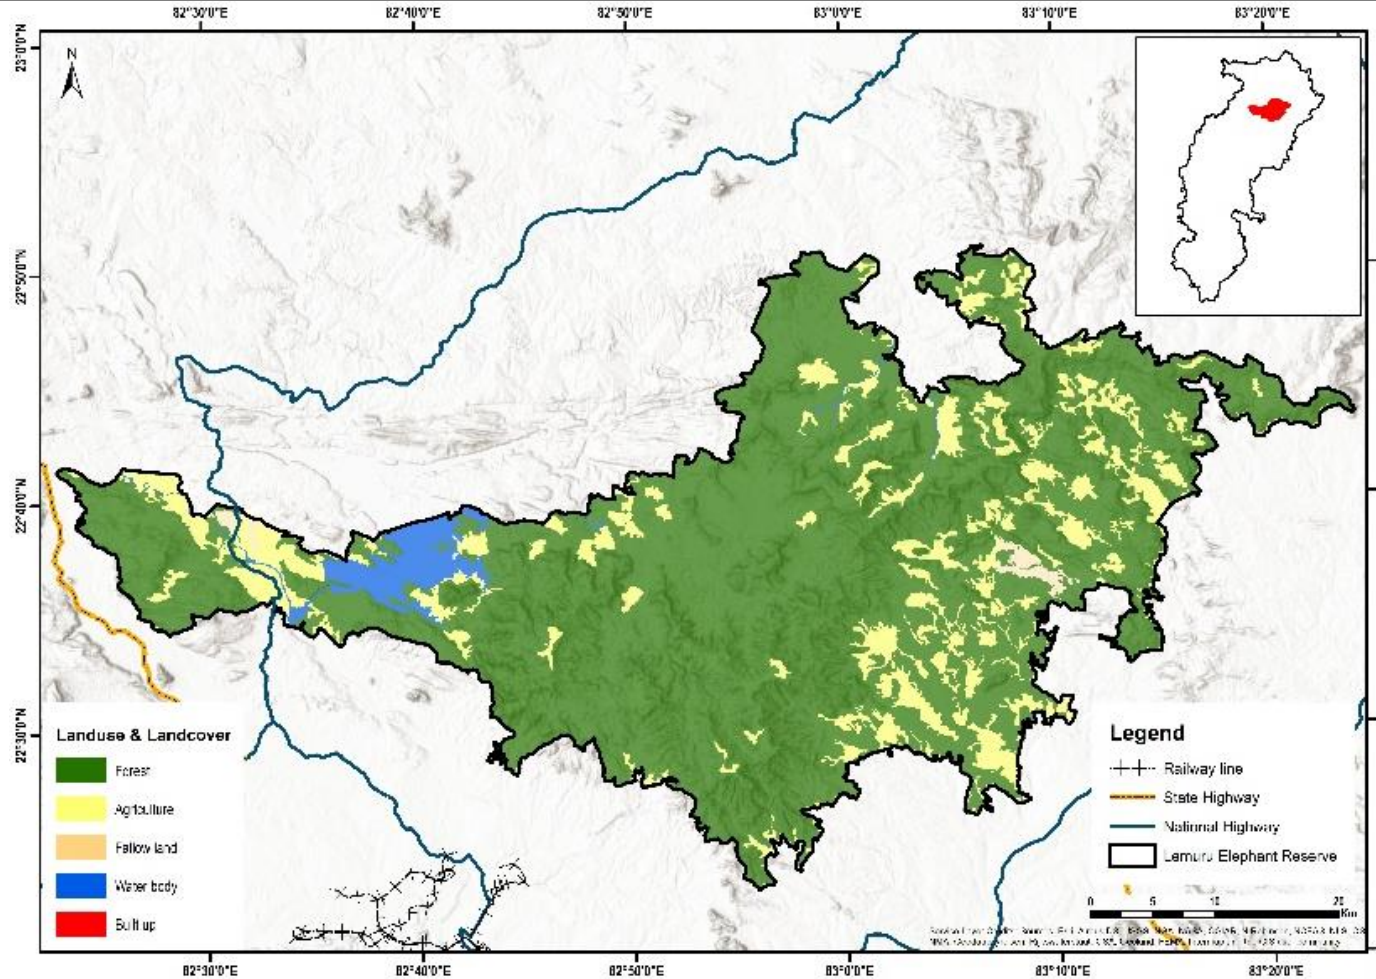 82°30'0"E 82°40'0"E 82°50'0"E 83°0'0"E 83°10'0"E 83°20'0"E
23°0'0"N
N
22°50'0"N
22°40'0"N
22°30'0"N
Landuse & Landcover
Forest
Agriculture
Fallow land
Water body
Built up
Legend
Railway line
State Highway
National Highway
Lemuru Elephant Reserve
0 5 10 20
Km
82°30'0"E 82°40'0"E 82°50'0"E 83°0'0"E 83°10'0"E 83°20'0"E